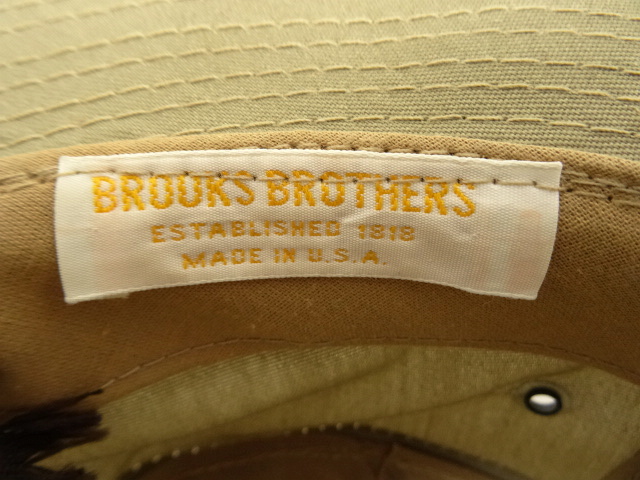 BROOKS BROTHERS
ESTABLISHED 1818
MADE IN U.S.A.